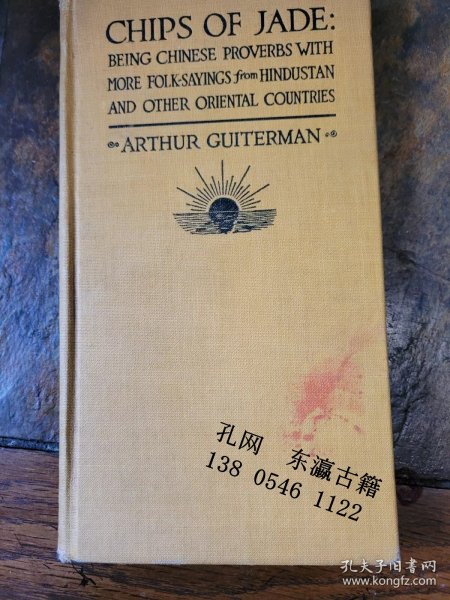 CHIPS OF JADE:
BEING CHINESE PROVERBS WITH
MORE FOLK-SAYINGS from HINDUSTAN
AND OTHER ORIENTAL COUNTRIES
ARTHUR GUITERMAN
孔网 东瀛古籍
138 0546 1122
孔夫子旧书网
www.kongfz.com